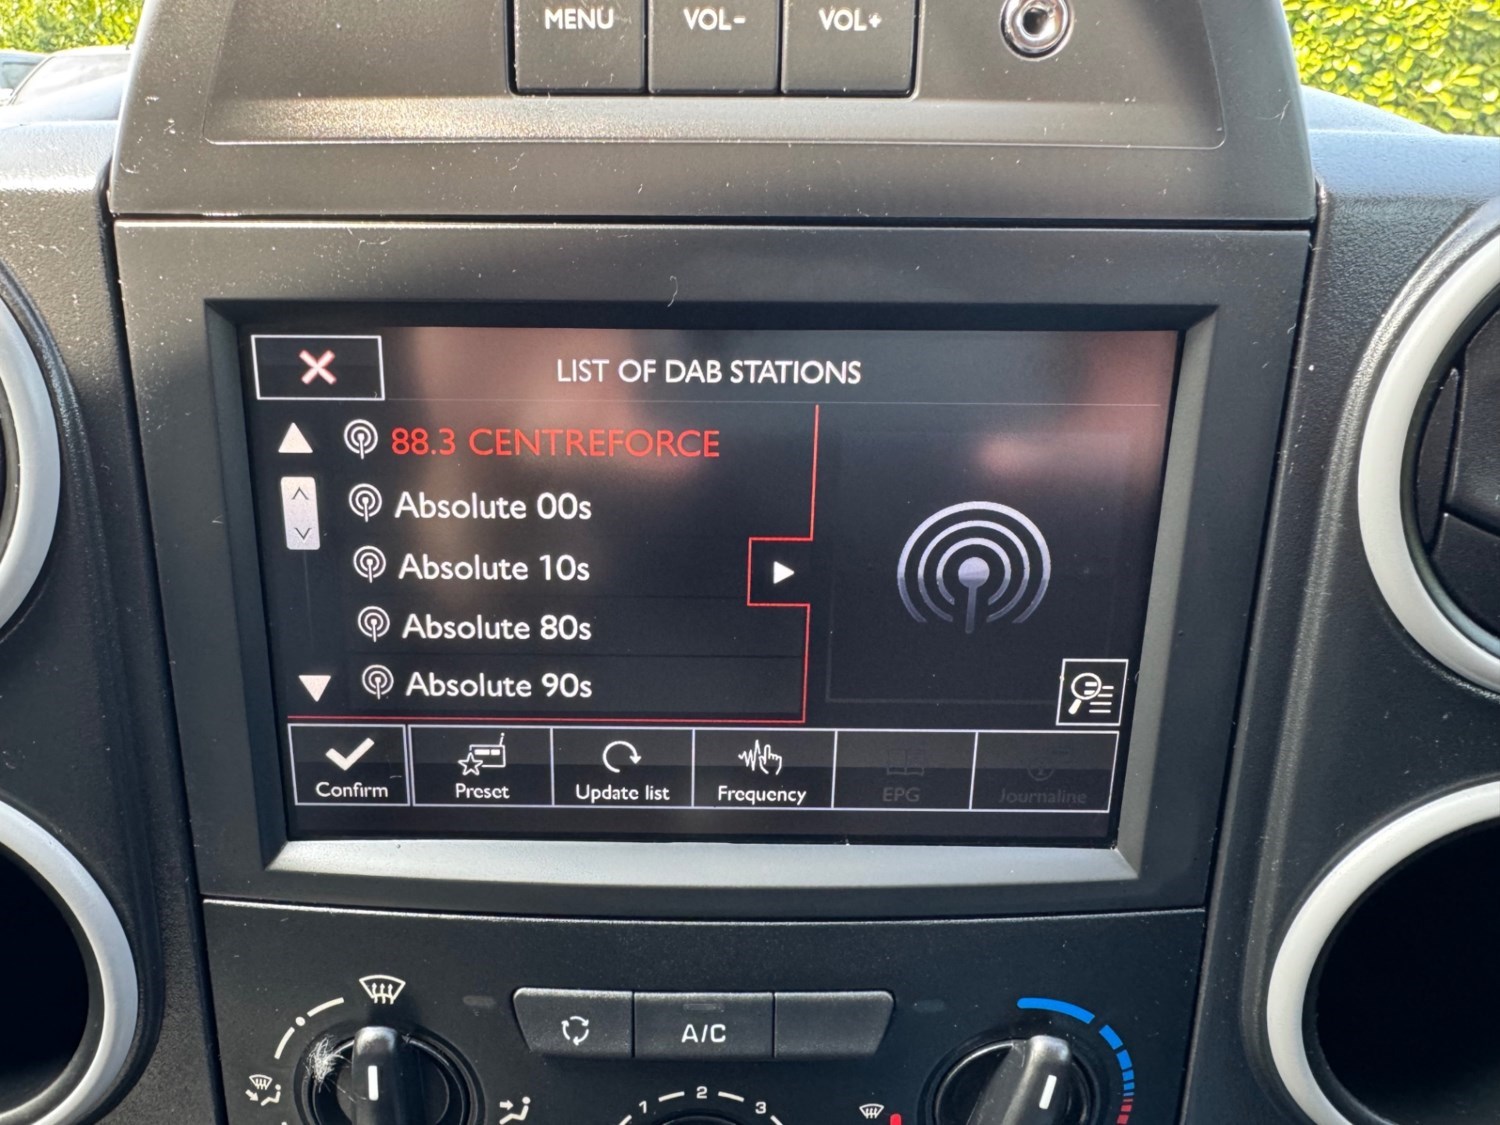 MENU VOL- VOL+
LIST OF DAB STATIONS
88.3 CENTREFORCE
Absolute 00s
Absolute 10s
Absolute 80s
Absolute 90s
Confirm Preset Update list Frequency EPG Journaline
A/C
1 2 3